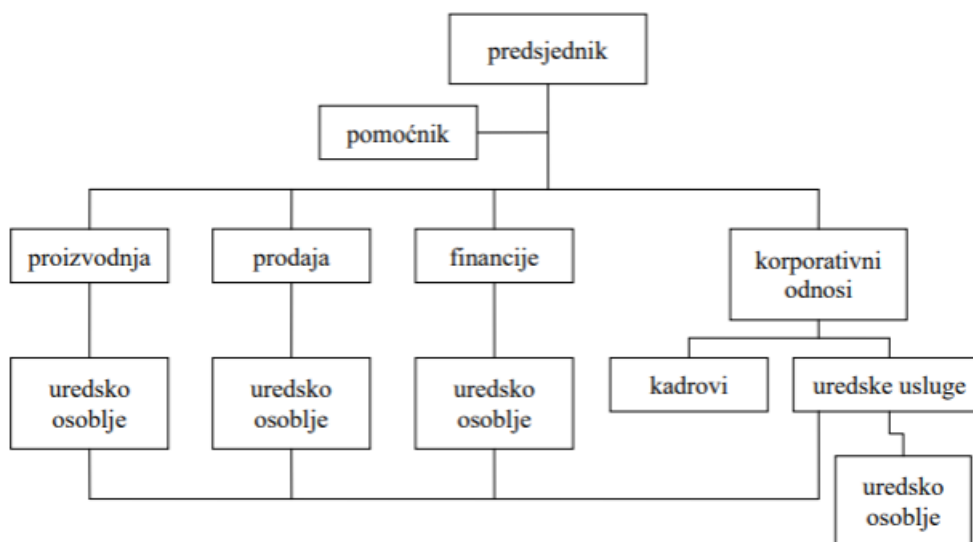 predsjednik
pomoćnik
proizvodnja
prodaja
financije
korporativni
odnosi
uredsko
osoblje
uredsko
osoblje
uredsko
osoblje
kadrovi
uredske usluge
uredsko
osoblje